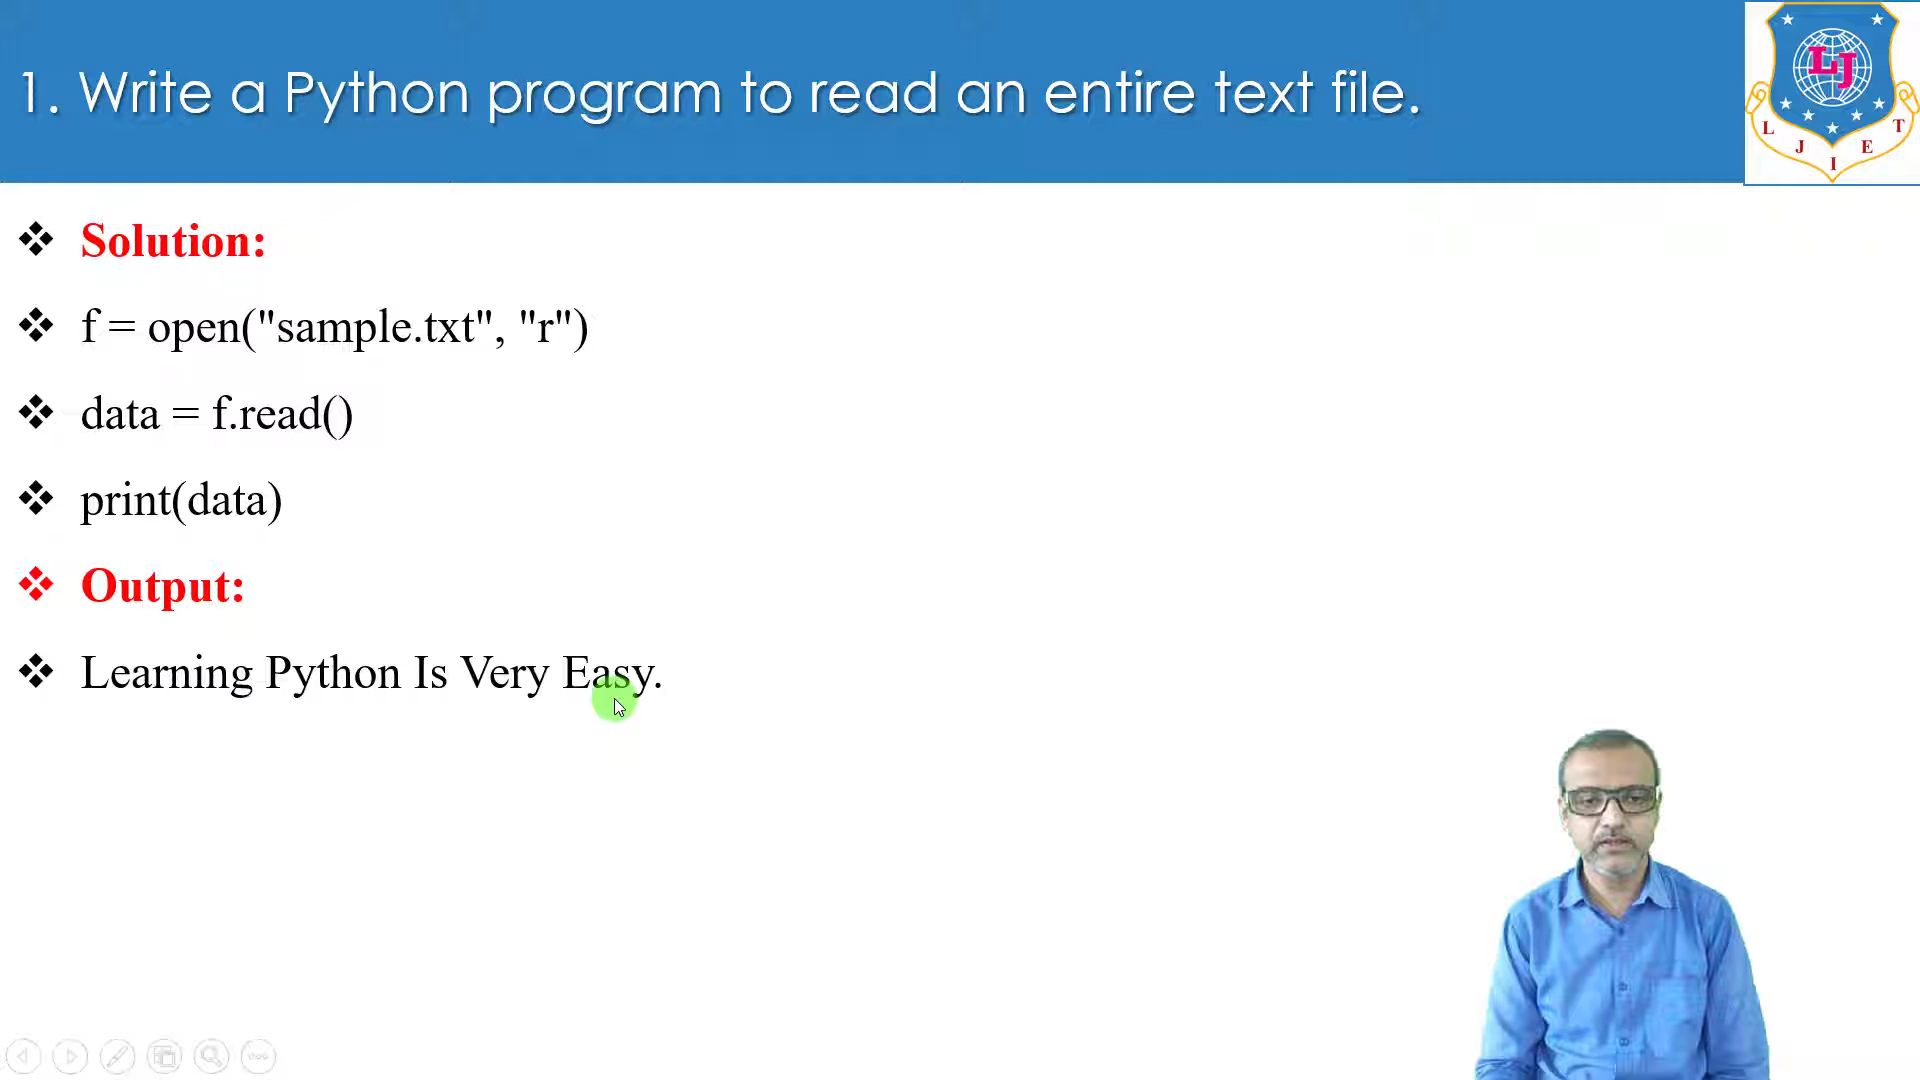 1. Write a Python program to read an entire text file.
LJ
L J I E T
Solution:
f = open("sample.txt", "r")
data = f.read()
print(data)
Output:
Learning Python Is Very Easy.